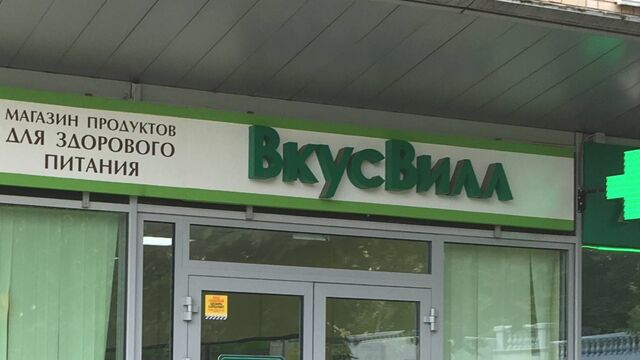 МАГАЗИН ПРОДУКТОВ
ДЛЯ ЗДОРОВОГО
ПИТАНИЯ
ВкусВилл